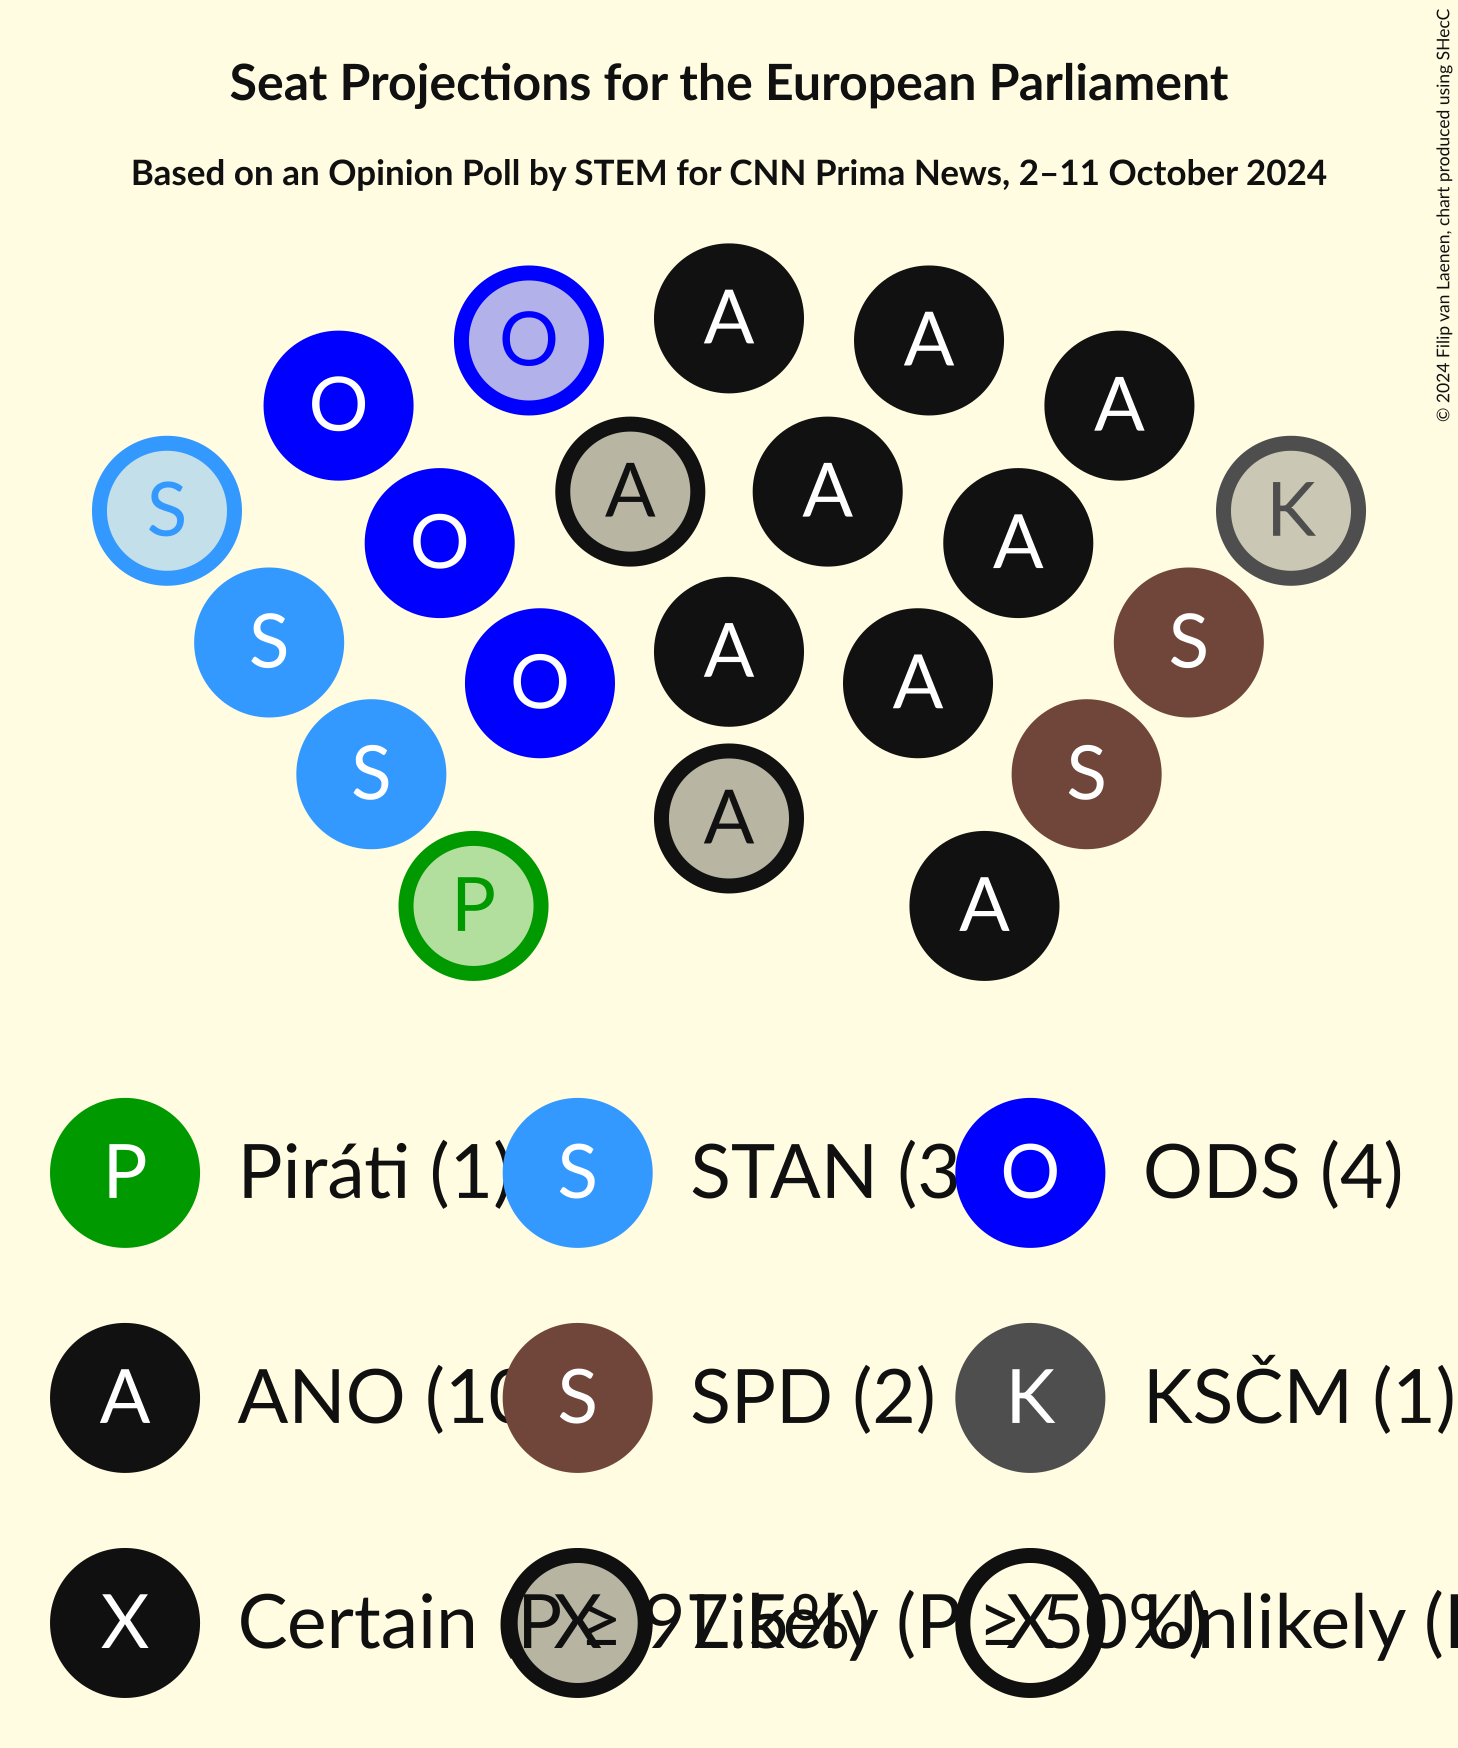 Seat Projections for the European Parliament
Based on an Opinion Poll by STEM for CNN Prima News, 2–11 October 2024
© 2024 Filip van Laenen, chart produced using SHecC
A
O A
O A
A A
S K
O A
S A S
O A
S S
A
P A
P Piráti (1) S STAN (3 O ODS (4)
A ANO (10 S SPD (2) K KSČM (1)
X Certain (P ≥ 97.5%) X Likely (P ≥ 50%) X Unlikely (